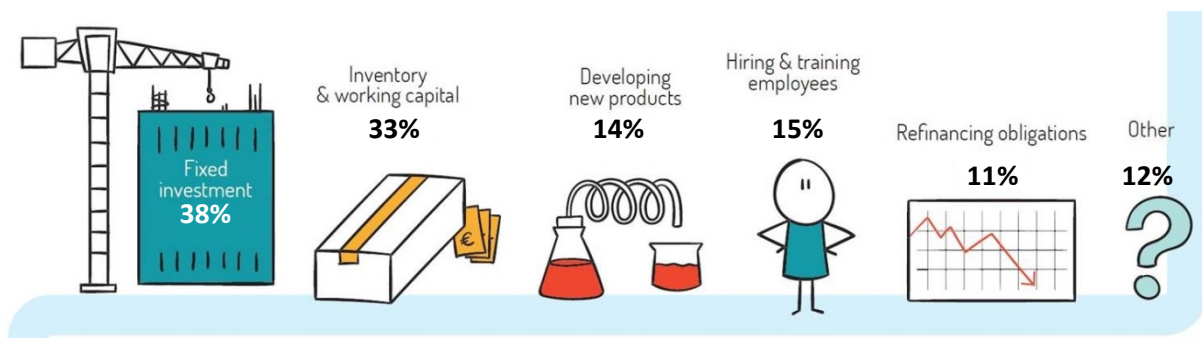 Fixed
investment
38%
Inventory
& working capital
33%
€
Developing
new products
14%
Hiring & training
employees
15%
Refinancing obligations
11%
Other
12%
?